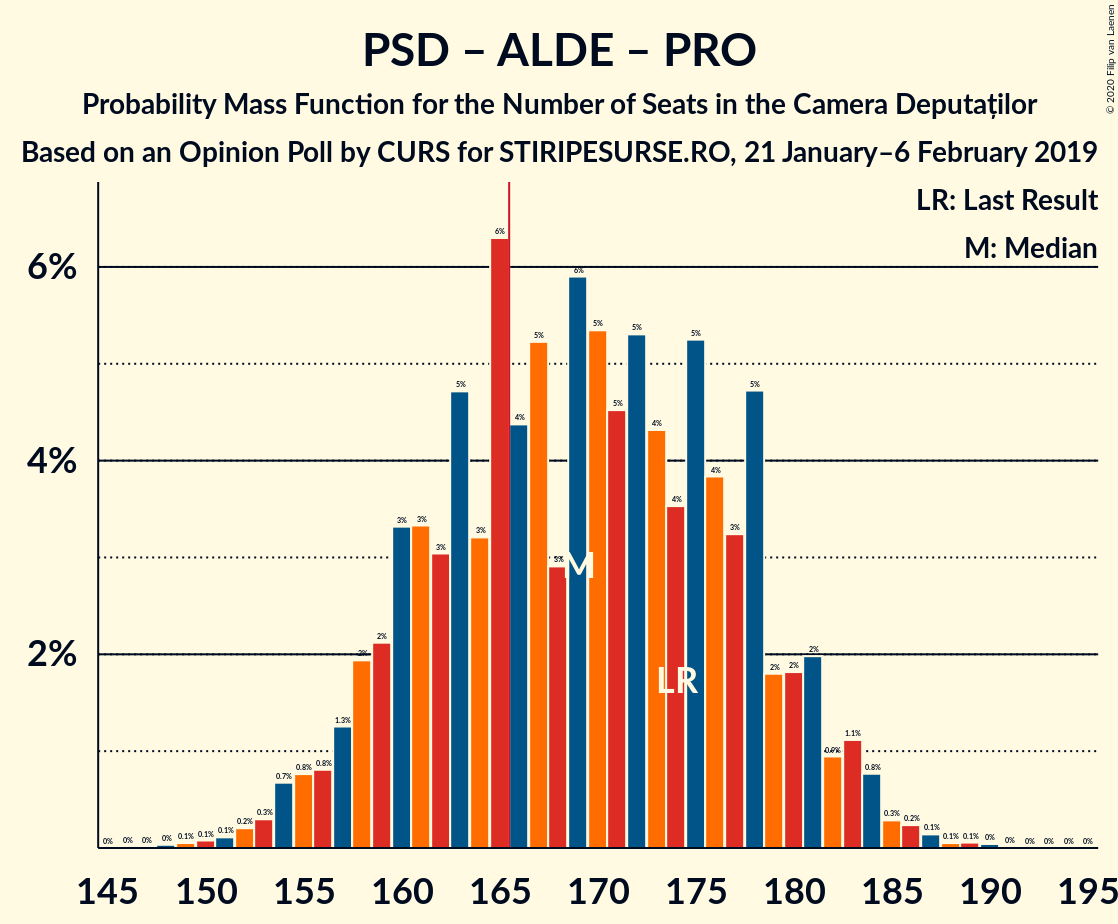 PSD – ALDE – PRO
Probability Mass Function for the Number of Seats in the Camera Deputaților
Based on an Opinion Poll by CURS for STIRIPESURSE.RO, 21 January–6 February 2019
© 2020 Filip van Laenen
LR: Last Result
M: Median
6%
4%
2%
0% 0% 0% 0% 0.1% 0.1% 0.1% 0.2% 0.3% 0.7% 0.8% 0.8% 1.3% 2% 2% 3% 3% 3% 5% 3% 6% 4% 5% 3% 6% 5% 5% 5% 4% 4% 5% 4% 3% 5% 2% 2% 2% 0.9% 1.1% 0.8% 0.3% 0.2% 0.1% 0.1% 0.1% 0% 0% 0% 0% 0% 0%
M
LR
145 150 155 160 165 170 175 180 185 190 195